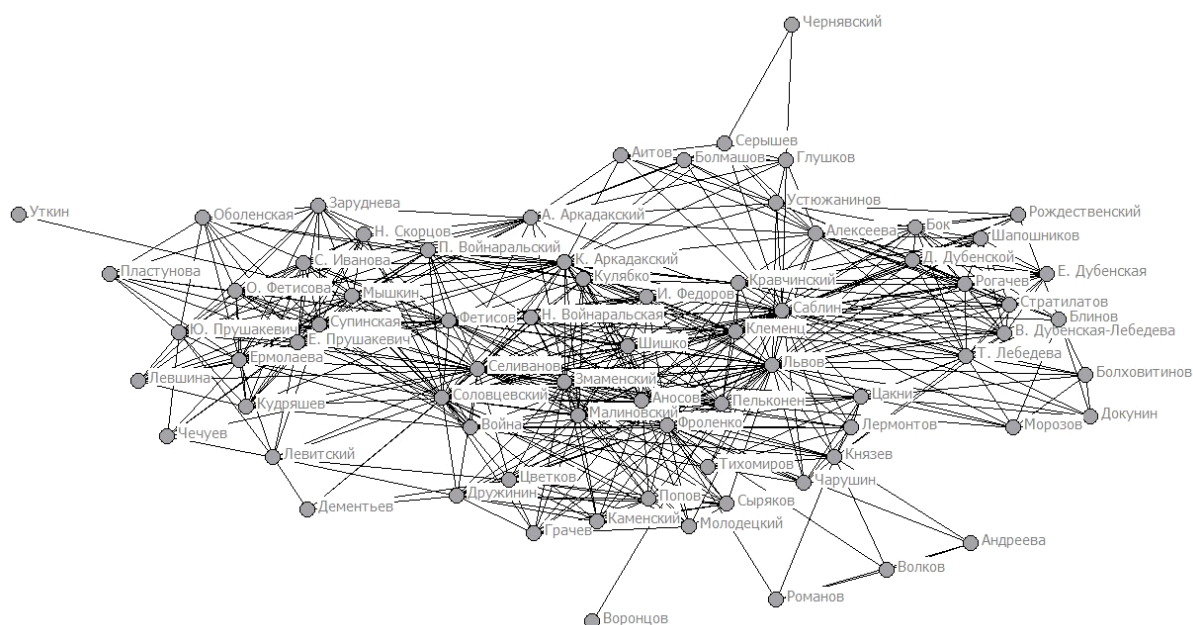 Чернявский
Серышев
Аитов
Болмашов
Глушков
Устюжанинов
Зарудневa
Уткин
Оболенская
А. Аркадакский
Рождественский
Н. Скорцов
Алексеева
Бок
Шапошников
П. Войнаральский
С. Иванова
К. Аркадакский
Д. Дубенской
Пластунова
Кулябко
Е. Дубенская
О. Фетисова
Мышкин
И. Федоров
Кравчинский
Рогачев
Саблин
Стратилатов
Фетисов
Н. Войнаральская
Блинов
Ю. Прушакевич
Супинская
Клеменц
В. Дубенская-Лебедева
Е. Прушакевич
Шишко
Ермолаева
Т. Лебедева
Селиванов
Львов
Левшина
Змаменский
Болховитинов
Соловцевский
Аносов
Пельконен
Цакни
Кудряшев
Малиновский
Докунин
Война
Фроленко
Лермонтов
Морозов
Чечуев
Левитский
Князев
Тихомиров
Цветков
Чарушин
Дружинин
Попов
Сыряков
Дементьев
Каменский
Молодецкий
Грачев
Андреева
Волков
Романов
Воронцов